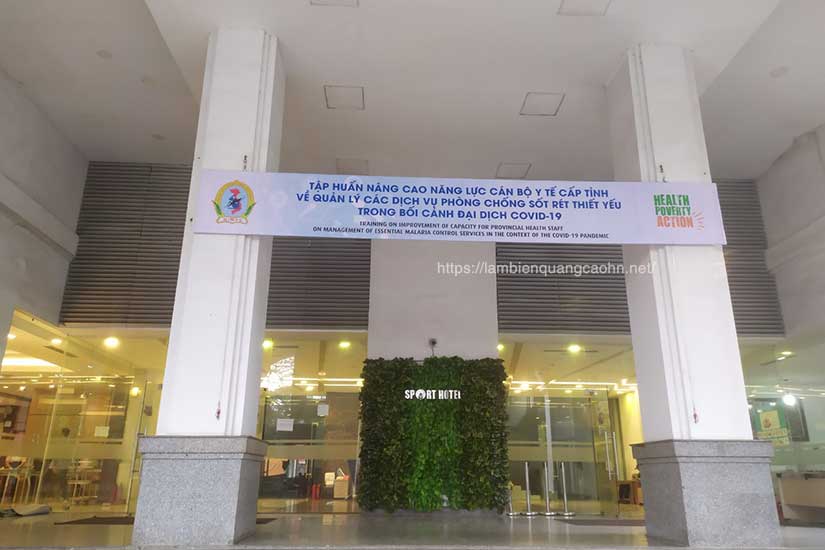 TẬP HUẤN NÂNG CAO NĂNG LỰC CÁN BỘ Y TẾ CẤP TỈNH
VỀ QUẢN LÝ CÁC DỊCH VỤ PHÒNG CHỐNG SỐT RÉT THIẾT YẾU
TRONG BỐI CẢNH ĐẠI DỊCH COVID-19
TRAINING ON IMPROVEMENT OF CAPACITY FOR PROVINCIAL HEALTH STAFF
ON MANAGEMENT OF ESSENTIAL MALARIA CONTROL SERVICES IN THE CONTEXT OF THE COVID-19 PANDEMIC
HEALTH
POVERTY
ACTION
https://lambienquangcaohn.net/
SPORT HOTEL